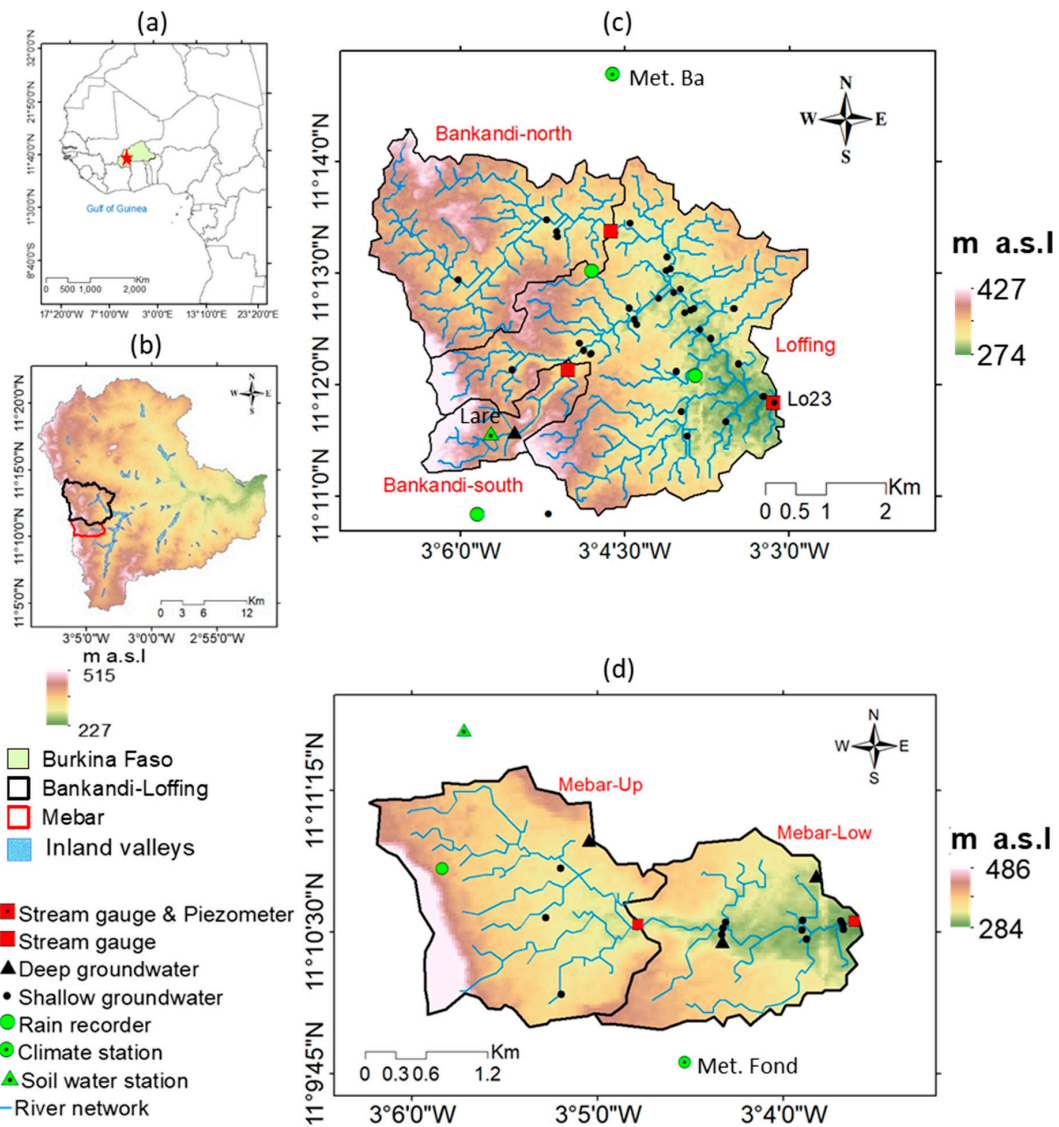 (a)
32°0'0"N
21°50'0"N
11°40'0"N
1°30'0"N
8°40'0"S
Gulf of Guinea
0 500 1,000 2,000
Km
17°20'0"W 7°10'0"W 3°0'0"E 13°10'0"E 23°20'0"E
(b)
N
W E
S
11°20'0"N
11°15'0"N
11°10'0"N
11°5'0"N
Km
0 3 6 12
3°5'0"W 3°0'0"W 2°55'0"W
m a.s.l
515
227
Burkina Faso
Bankandi-Loffing
Mebar
Inland valleys
Stream gauge & Piezometer
Stream gauge
Deep groundwater
Shallow groundwater
Rain recorder
Climate station
Soil water station
River network
(c)
Met. Ba
N
W E
S
Bankandi-north
11°14'0"N
11°13'0"N
11°12'0"N
11°11'0"N
Loffing
Lo23
Lare
Bankandi-south
Km
0 0.5 1 2
3°6'0"W 3°4'30"W 3°3'0"W
m a.s.l
427
274
(d)
N
W E
S
11°11'15"N
11°10'30"N
11°9'45"N
Mebar-Up
Mebar-Low
Km
0 0.3 0.6 1.2
Met. Fond
3°6'0"W 3°5'0"W 3°4'0"W
m a.s.l
486
284